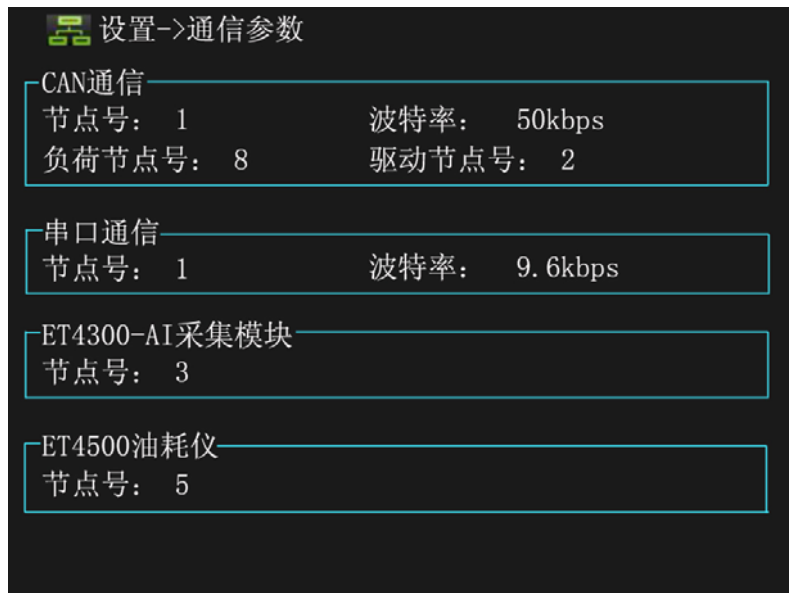 设置->通信参数
CAN通信
节点号： 1 波特率： 50kbps
负荷节点号： 8 驱动节点号： 2
串口通信
节点号： 1 波特率： 9.6kbps
ET4300-AI采集模块
节点号： 3
ET4500油耗仪
节点号： 5